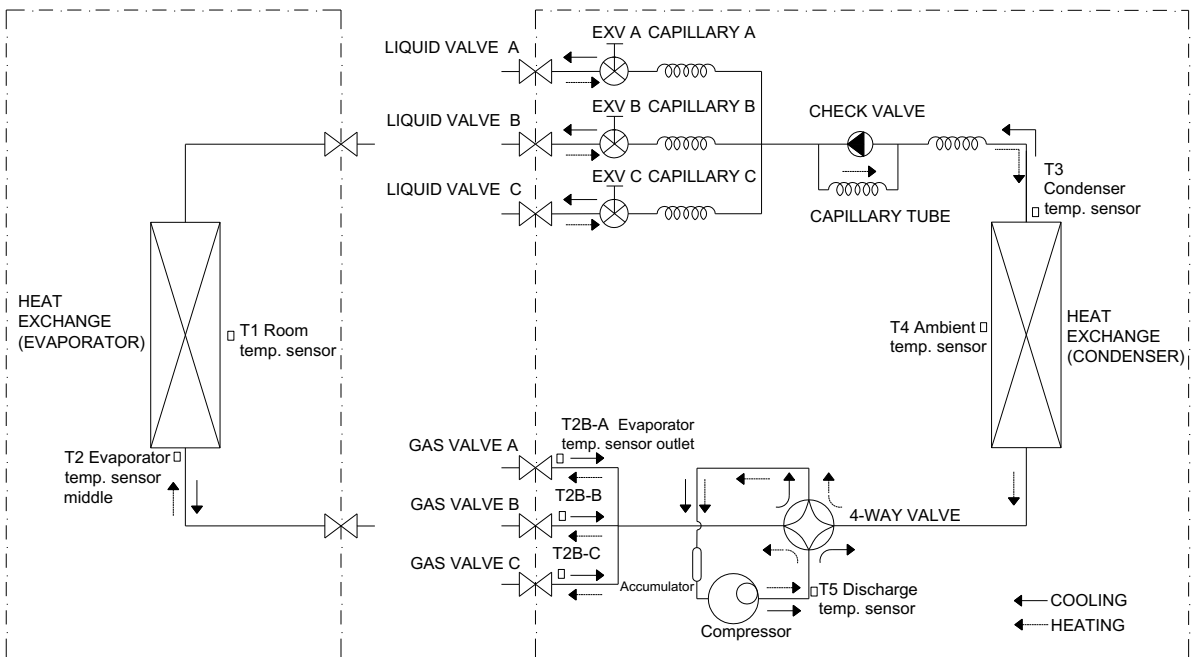 EXV A CAPILLARY A
LIQUID VALVE A
EXV B CAPILLARY B
LIQUID VALVE B
CHECK VALVE
EXV C CAPILLARY C
LIQUID VALVE C
CAPILLARY TUBE
T3
Condenser
temp. sensor
HEAT
EXCHANGE
(EVAPORATOR)
T1 Room
temp. sensor
T4 Ambient
temp. sensor
HEAT
EXCHANGE
(CONDENSER)
T2 Evaporator
temp. sensor
middle
T2B-A Evaporator
temp. sensor outlet
GAS VALVE A
T2B-B
GAS VALVE B
4-WAY VALVE
T2B-C
GAS VALVE C
Accumulator
T5 Discharge
temp. sensor
Compressor
COOLING
HEATING